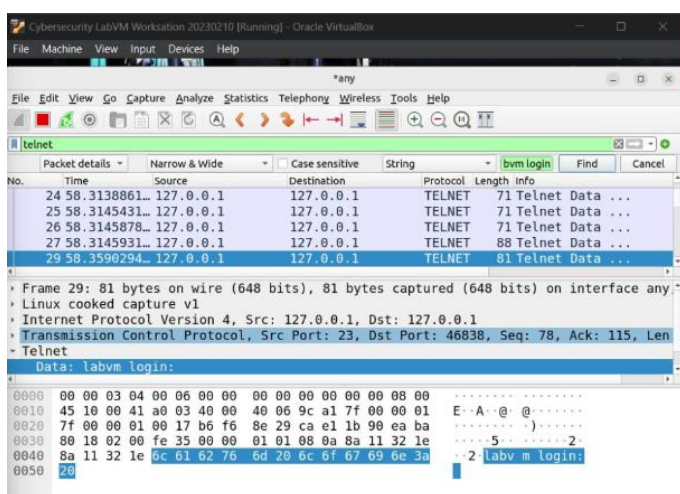 Cybersecurity LabVM Worksation 20230210 [Running] - Oracle VirtualBox
File Machine View Input Devices Help
*any
File Edit View Go Capture Analyze Statistics Telephony Wireless Tools Help
telnet
Packet details Narrow & Wide Case sensitive String bvm login Find Cancel
No. Time Source Destination Protocol Length Info
24 58.3138861… 127.0.0.1 127.0.0.1 TELNET 71 Telnet Data ...
25 58.3145431… 127.0.0.1 127.0.0.1 TELNET 71 Telnet Data ...
26 58.3145878… 127.0.0.1 127.0.0.1 TELNET 71 Telnet Data ...
27 58.3145931… 127.0.0.1 127.0.0.1 TELNET 88 Telnet Data ...
29 58.3590294… 127.0.0.1 127.0.0.1 TELNET 81 Telnet Data ...
Frame 29: 81 bytes on wire (648 bits), 81 bytes captured (648 bits) on interface any
Linux cooked capture v1
Internet Protocol Version 4, Src: 127.0.0.1, Dst: 127.0.0.1
Transmission Control Protocol, Src Port: 23, Dst Port: 46838, Seq: 78, Ack: 115, Len
Telnet
Data: labvm login:
0000 00 00 03 04 00 06 00 00 00 00 00 00 00 00 08 00 ········ ········
0010 45 10 00 41 a0 03 40 00 40 06 9c a1 7f 00 00 01 E··A··@· @·······
0020 7f 00 00 01 00 17 b6 f6 8e 29 ca e1 1b 90 ea ba ········ ·)······
0030 80 18 02 00 fe 35 00 00 01 01 08 0a 8a 11 32 1e ·····5·· ······2·
0040 8a 11 32 1e 6c 61 62 76 6d 20 6c 6f 67 69 6e 3a ··2·labv m login:
0050 20